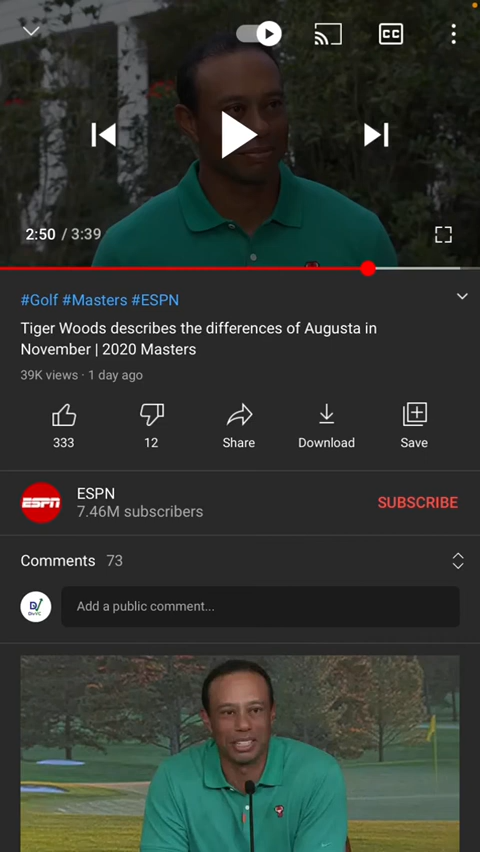 CC
2:50 / 3:39
#Golf #Masters #ESPN
Tiger Woods describes the differences of Augusta in
November | 2020 Masters
39K views · 1 day ago
333
12
Share
Download
Save
ESPN
ESPN
7.46M subscribers
SUBSCRIBE
Comments 73
DNYC
Add a public comment...